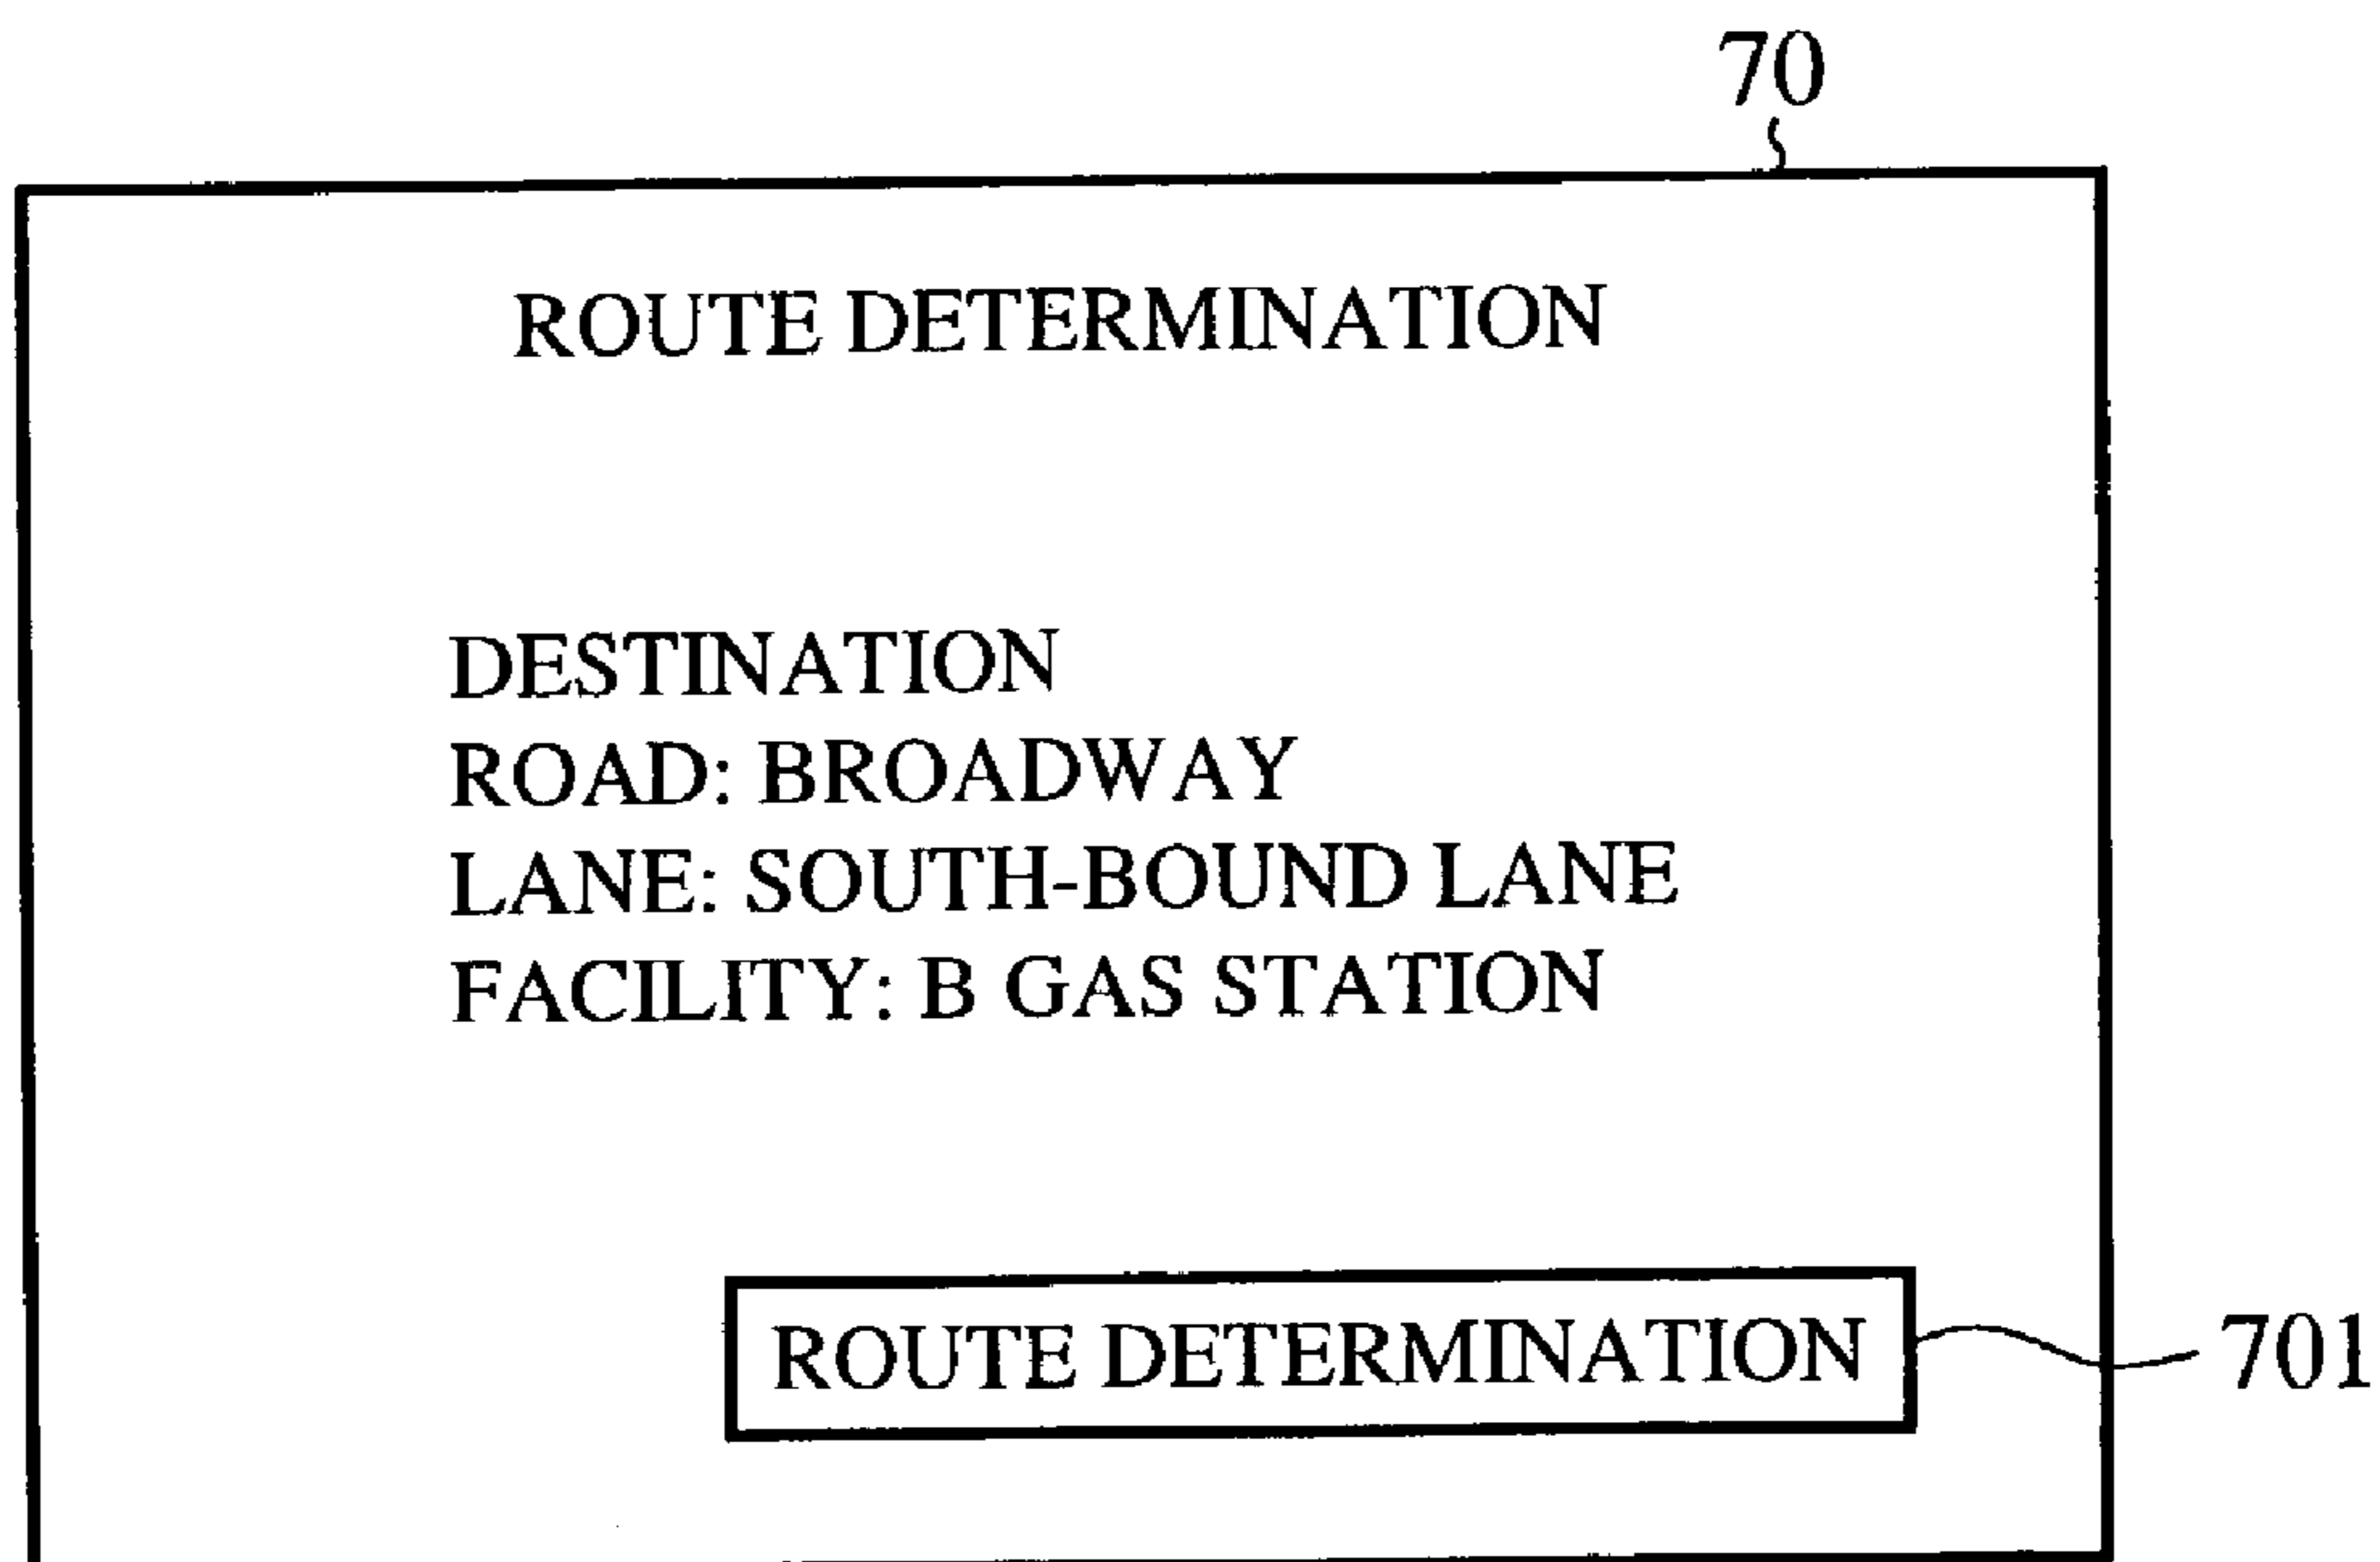 70
ROUTE DETERMINATION
DESTINATION
ROAD: BROADWAY
LANE: SOUTH-BOUND LANE
FACILITY: B GAS STATION
ROUTE DETERMINATION
701